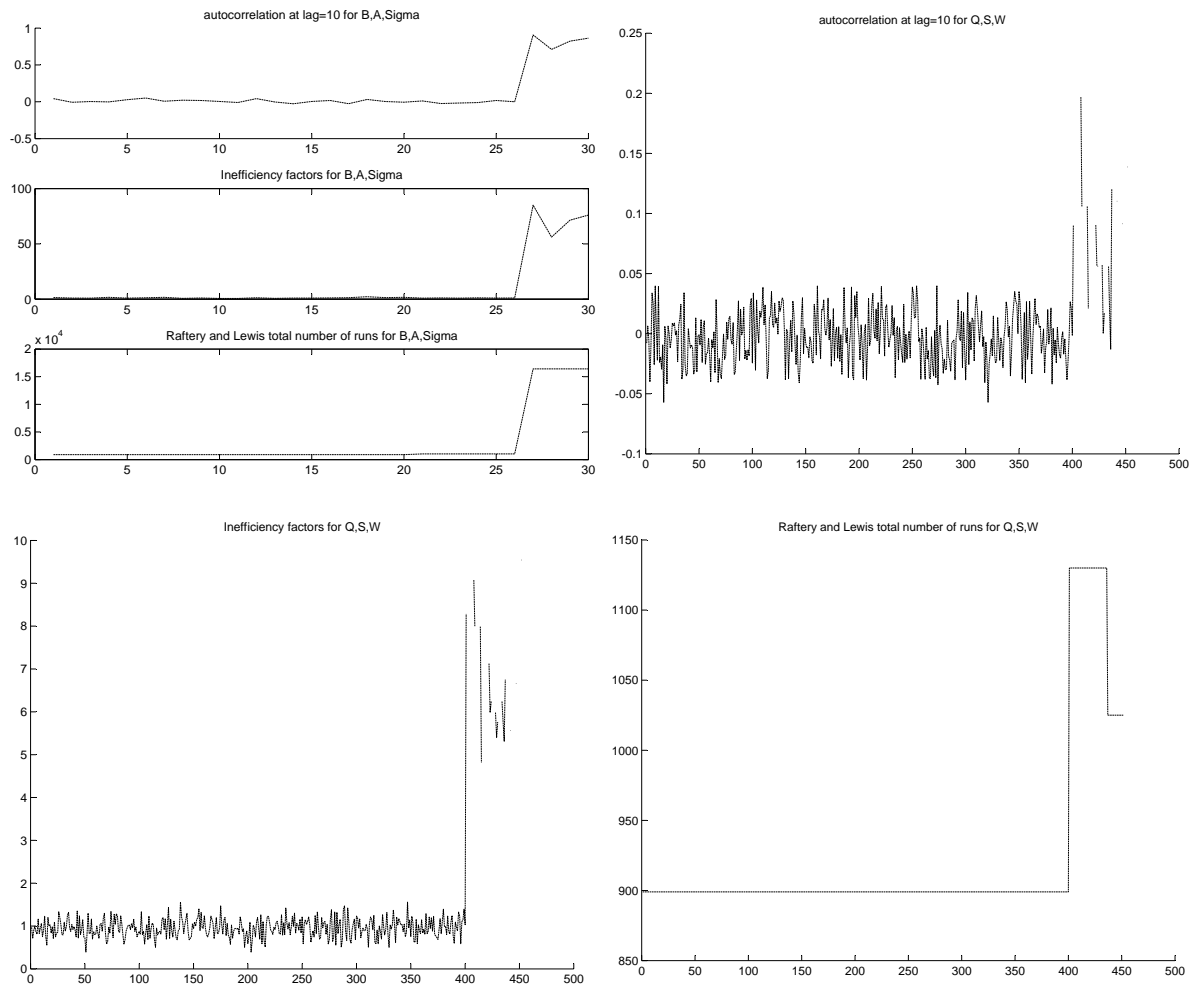 autocorrelation at lag=10 for B,A,Sigma
1
0.5
0
-0.5
0 5 10 15 20 25 30
Inefficiency factors for B,A,Sigma
100
50
0
0 5 10 15 20 25 30
Raftery and Lewis total number of runs for B,A,Sigma
x 10^4
2
1.5
1
0.5
0
0 5 10 15 20 25 30
autocorrelation at lag=10 for Q,S,W
0.25
0.2
0.15
0.1
0.05
0
-0.05
-0.1
0 50 100 150 200 250 300 350 400 450 500
Inefficiency factors for Q,S,W
10
9
8
7
6
5
4
3
2
1
0
0 50 100 150 200 250 300 350 400 450 500
Raftery and Lewis total number of runs for Q,S,W
1150
1100
1050
1000
950
900
850
0 50 100 150 200 250 300 350 400 450 500